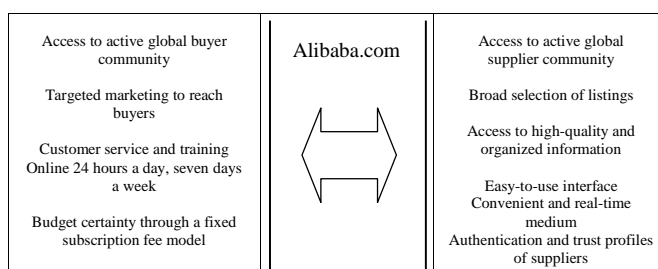 Access to active global buyer
community
Targeted marketing to reach
buyers
Customer service and training
Online 24 hours a day, seven days
a week
Budget certainty through a fixed
subscription fee model
Alibaba.com
Access to active global
supplier community
Broad selection of listings
Access to high-quality and
organized information
Easy-to-use interface
Convenient and real-time
medium
Authentication and trust profiles
of suppliers